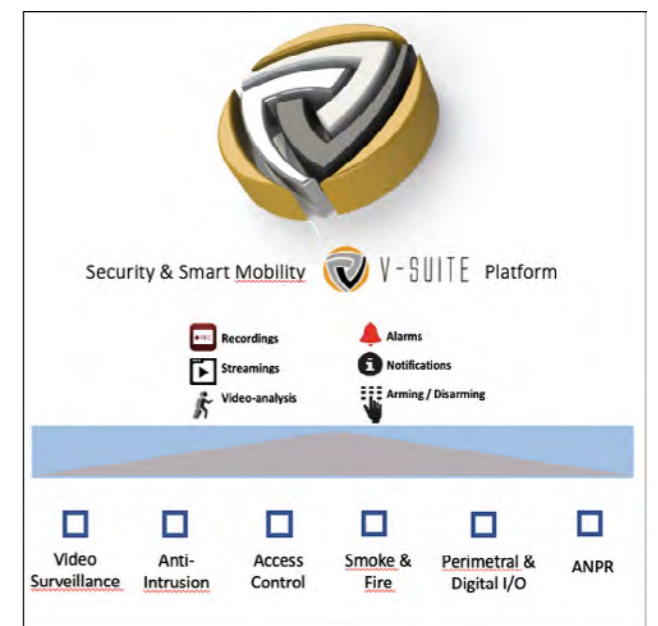 Security & Smart Mobility V-SUITE Platform
REC Recordings
Alarms
Streamings
Notifications
Video-analysis
Arming / Disarming
Video
Surveillance
Anti-
Intrusion
Access
Control
Smoke &
Fire
Perimetral &
Digital I/O
ANPR